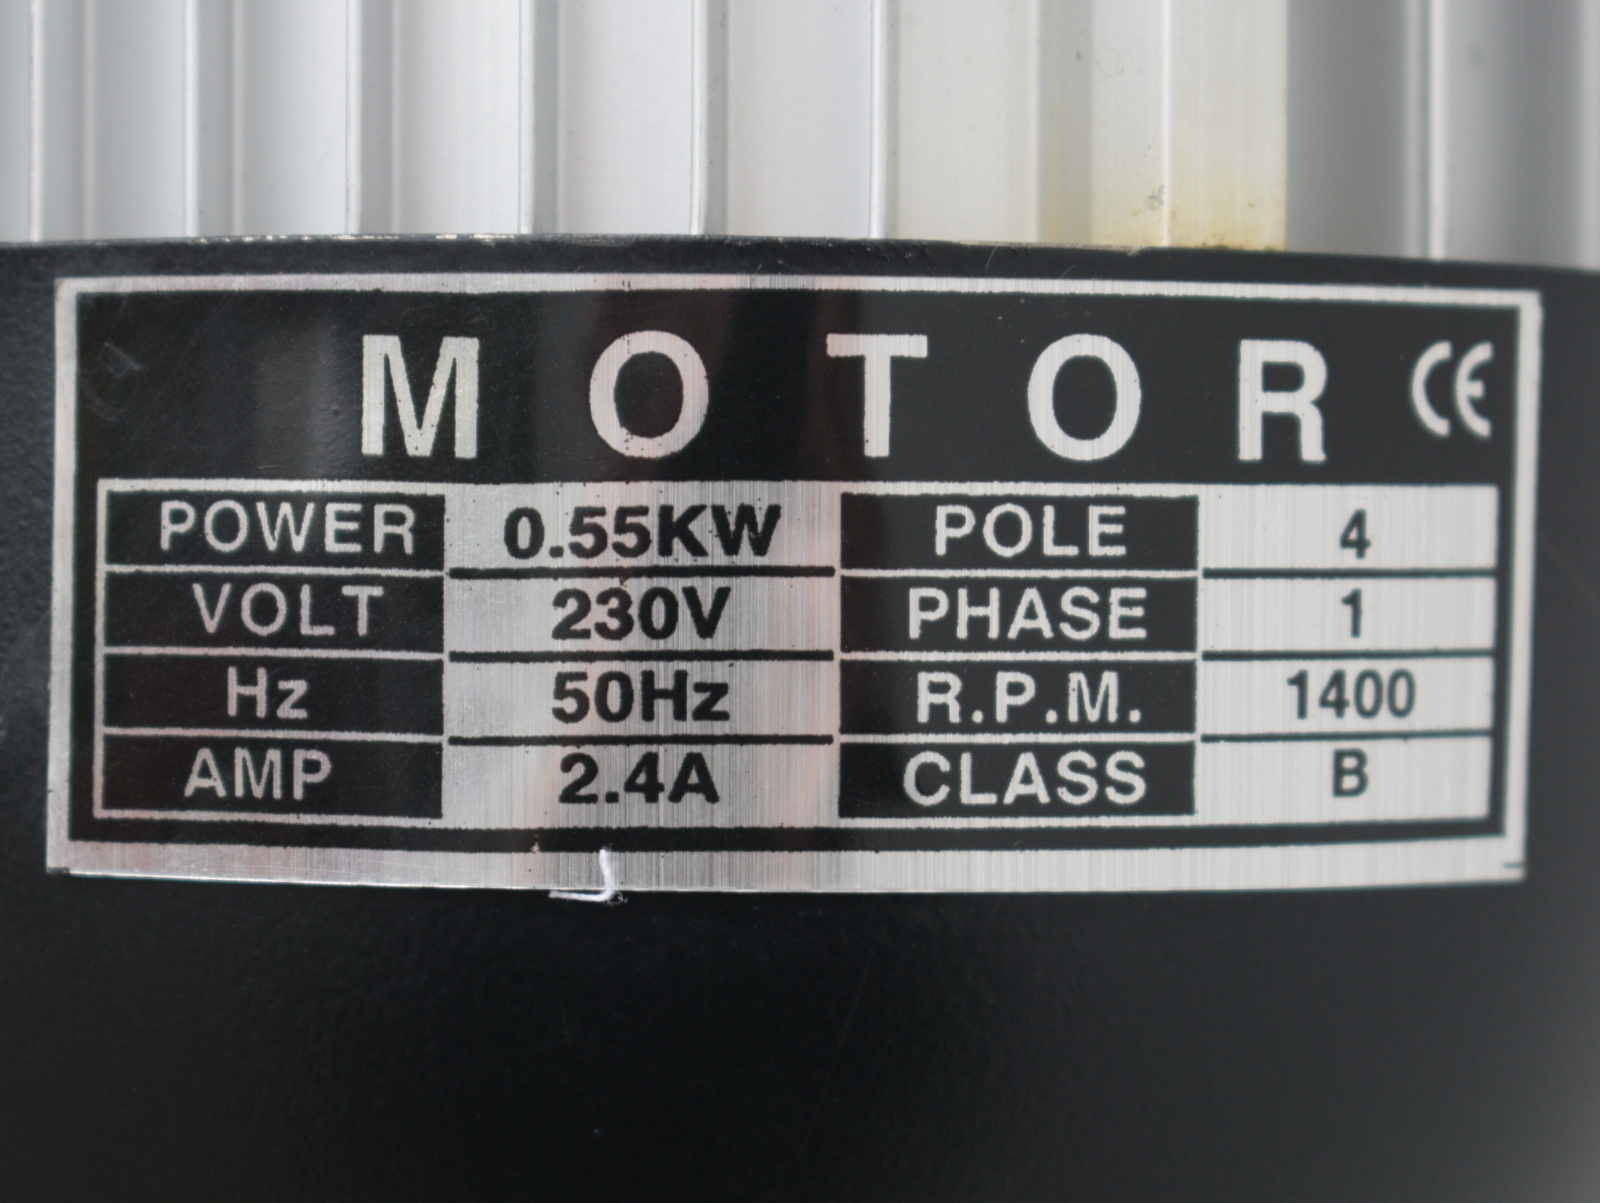 MOTOR CE
POWER 0.55KW POLE 4
VOLT 230V PHASE 1
Hz 50Hz R.P.M. 1400
AMP 2.4A CLASS B